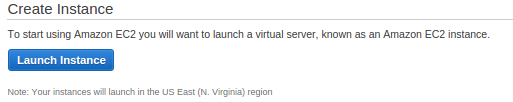 Create Instance
To start using Amazon EC2 you will want to launch a virtual server, known as an Amazon EC2 instance.
Launch Instance
Note: Your instances will launch in the US East (N. Virginia) region